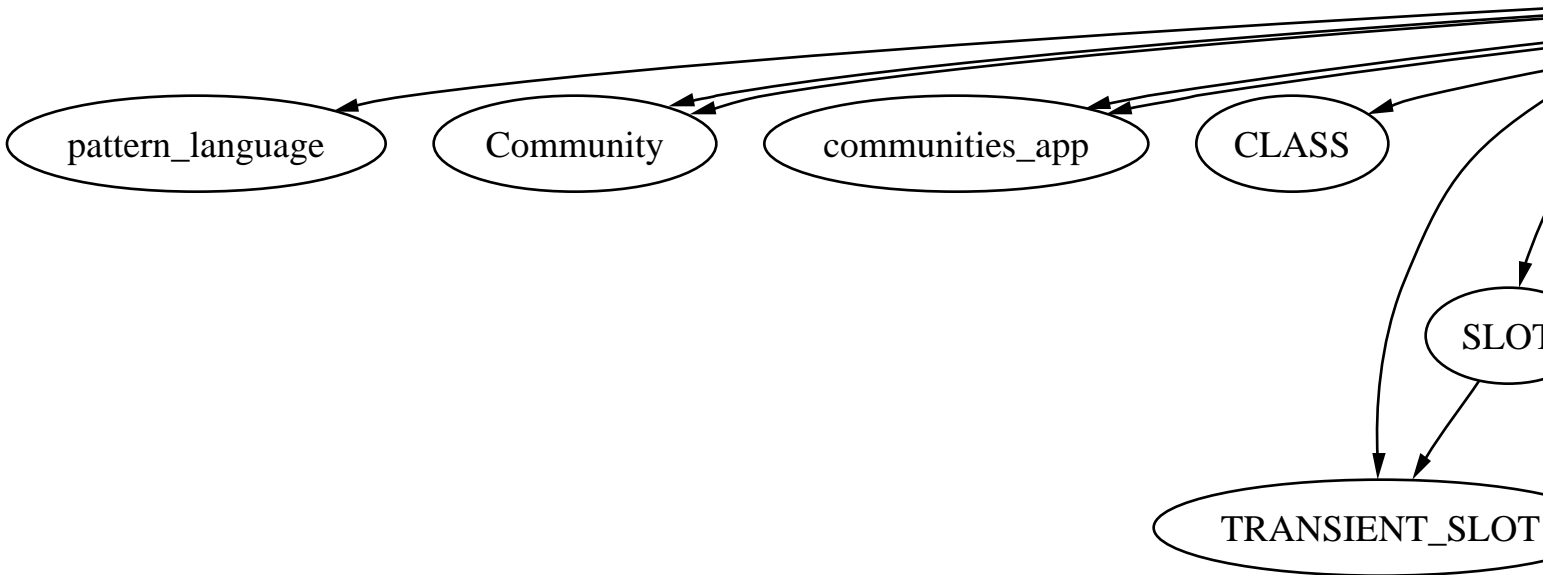 pattern_language
Community
communities_app
CLASS
SLOT
TRANSIENT_SLOT